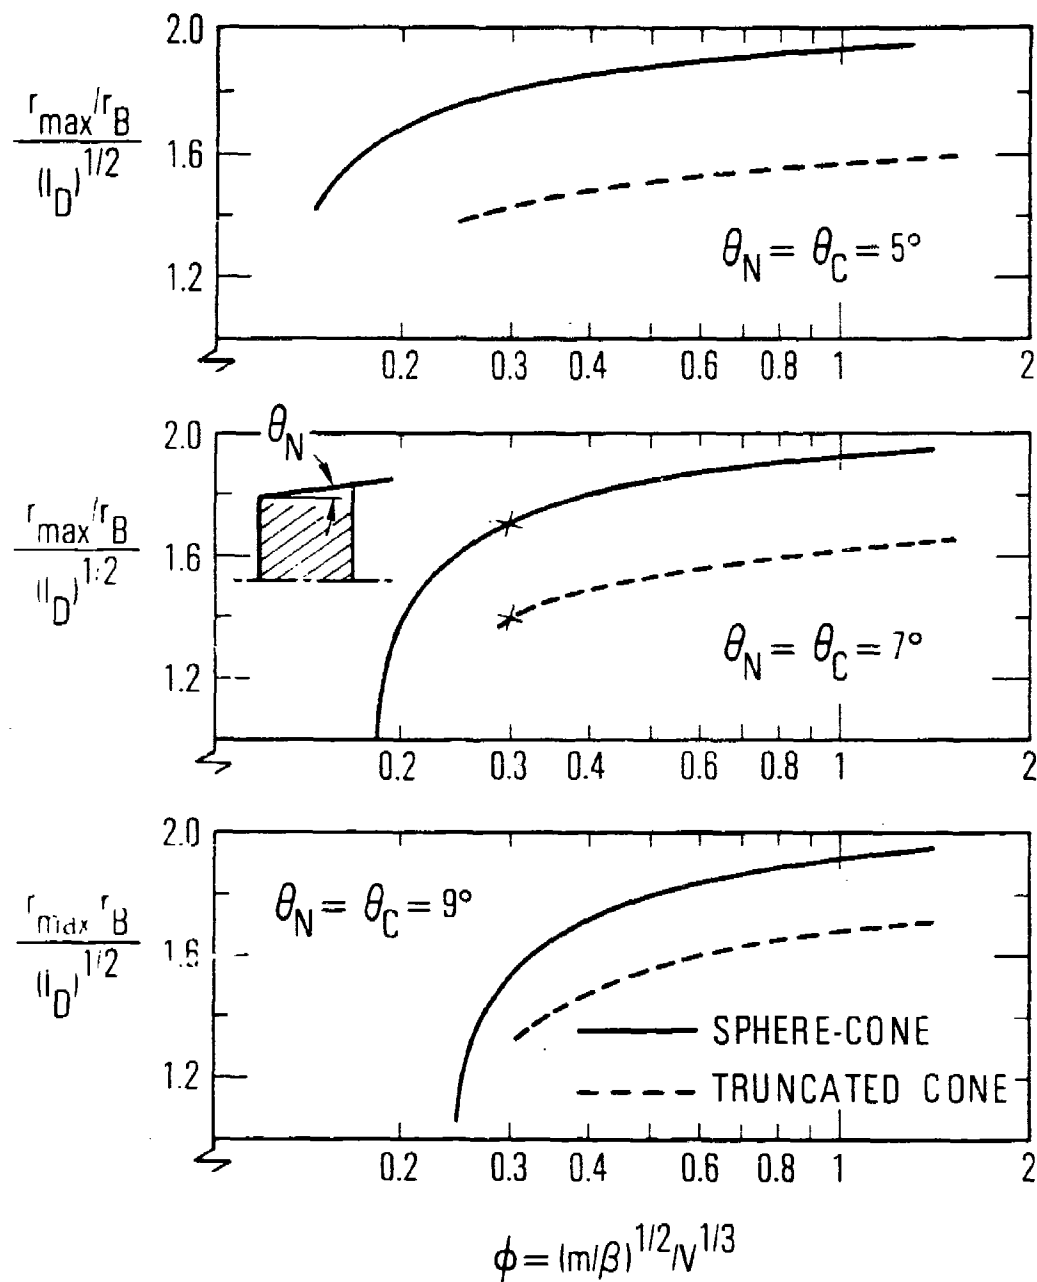 2.0
r_max/r_B
(I_D)^1/2
1.6
1.2
θ_N = θ_C = 5°
0.2 0.3 0.4 0.6 0.8 1 2
2.0
θ_N
r_max/r_B
(I_D)^1/2
1.6
1.2
θ_N = θ_C = 7°
0.2 0.3 0.4 0.6 0.8 1 2
2.0
θ_N = θ_C = 9°
r_max r_B
(I_D)^1/2
1.6
1.2
SPHERE-CONE
TRUNCATED CONE
0.2 0.3 0.4 0.6 0.8 1 2
ϕ = (m/β)^1/2/V^1/3